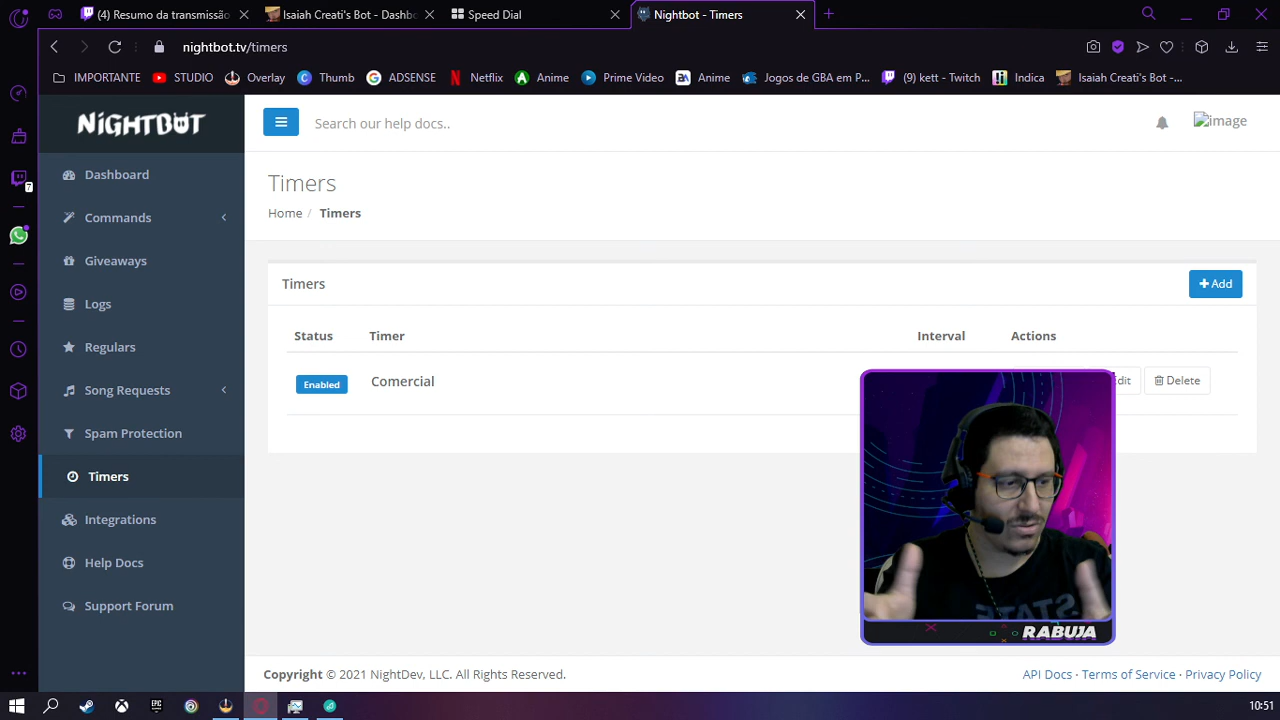 (4) Resumo da transmissão
Isaiah Creati's Bot - Dashbo
Speed Dial
Nightbot - Timers
nightbot.tv/timers
IMPORTANTE
STUDIO
Overlay
Thumb
ADSENSE
Netflix
Anime
Prime Video
Anime
Jogos de GBA em P...
(9) kett - Twitch
Indica
Isaiah Creati's Bot -...
NIGHTBOT
Search our help docs..
image
Dashboard
Commands
Giveaways
Logs
Regulars
Song Requests
Spam Protection
Timers
Integrations
Help Docs
Support Forum
7
Timers
Home / Timers
Timers
Add
Status Timer Interval Actions
Enabled Comercial Delete
STATE
RABUJA
Copyright © 2021 NightDev, LLC. All Rights Reserved.
API Docs · Terms of Service · Privacy Policy
EPIC
10:51